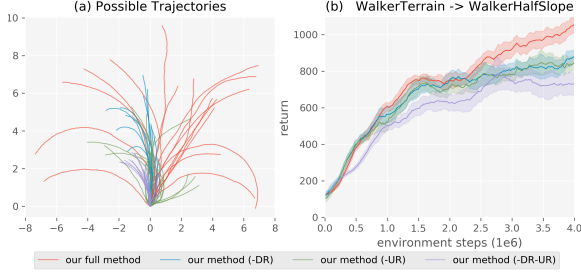 (a) Possible Trajectories
10
8
6
4
2
0
−8 −6 −4 −2 0 2 4 6 8
(b) WalkerTerrain -> WalkerHalfSlope
return
1000
800
600
400
200
0
0.0 0.5 1.0 1.5 2.0 2.5 3.0 3.5 4.0
environment steps (1e6)
our full method our method (-DR) our method (-UR) our method (-DR-UR)